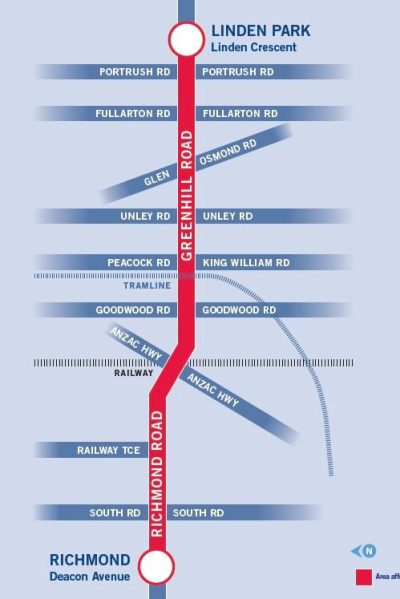 LINDEN PARK
Linden Crescent
PORTRUSH RD PORTRUSH RD
FULLARTON RD FULLARTON RD
GLEN OSMOND RD
GREENHILL ROAD
UNLEY RD UNLEY RD
PEACOCK RD KING WILLIAM RD
TRAMLINE
GOODWOOD RD GOODWOOD RD
ANZAC HWY
RAILWAY
ANZAC HWY
RICHMOND ROAD
RAILWAY TCE
SOUTH RD SOUTH RD
RICHMOND
Deacon Avenue
N
Area aff